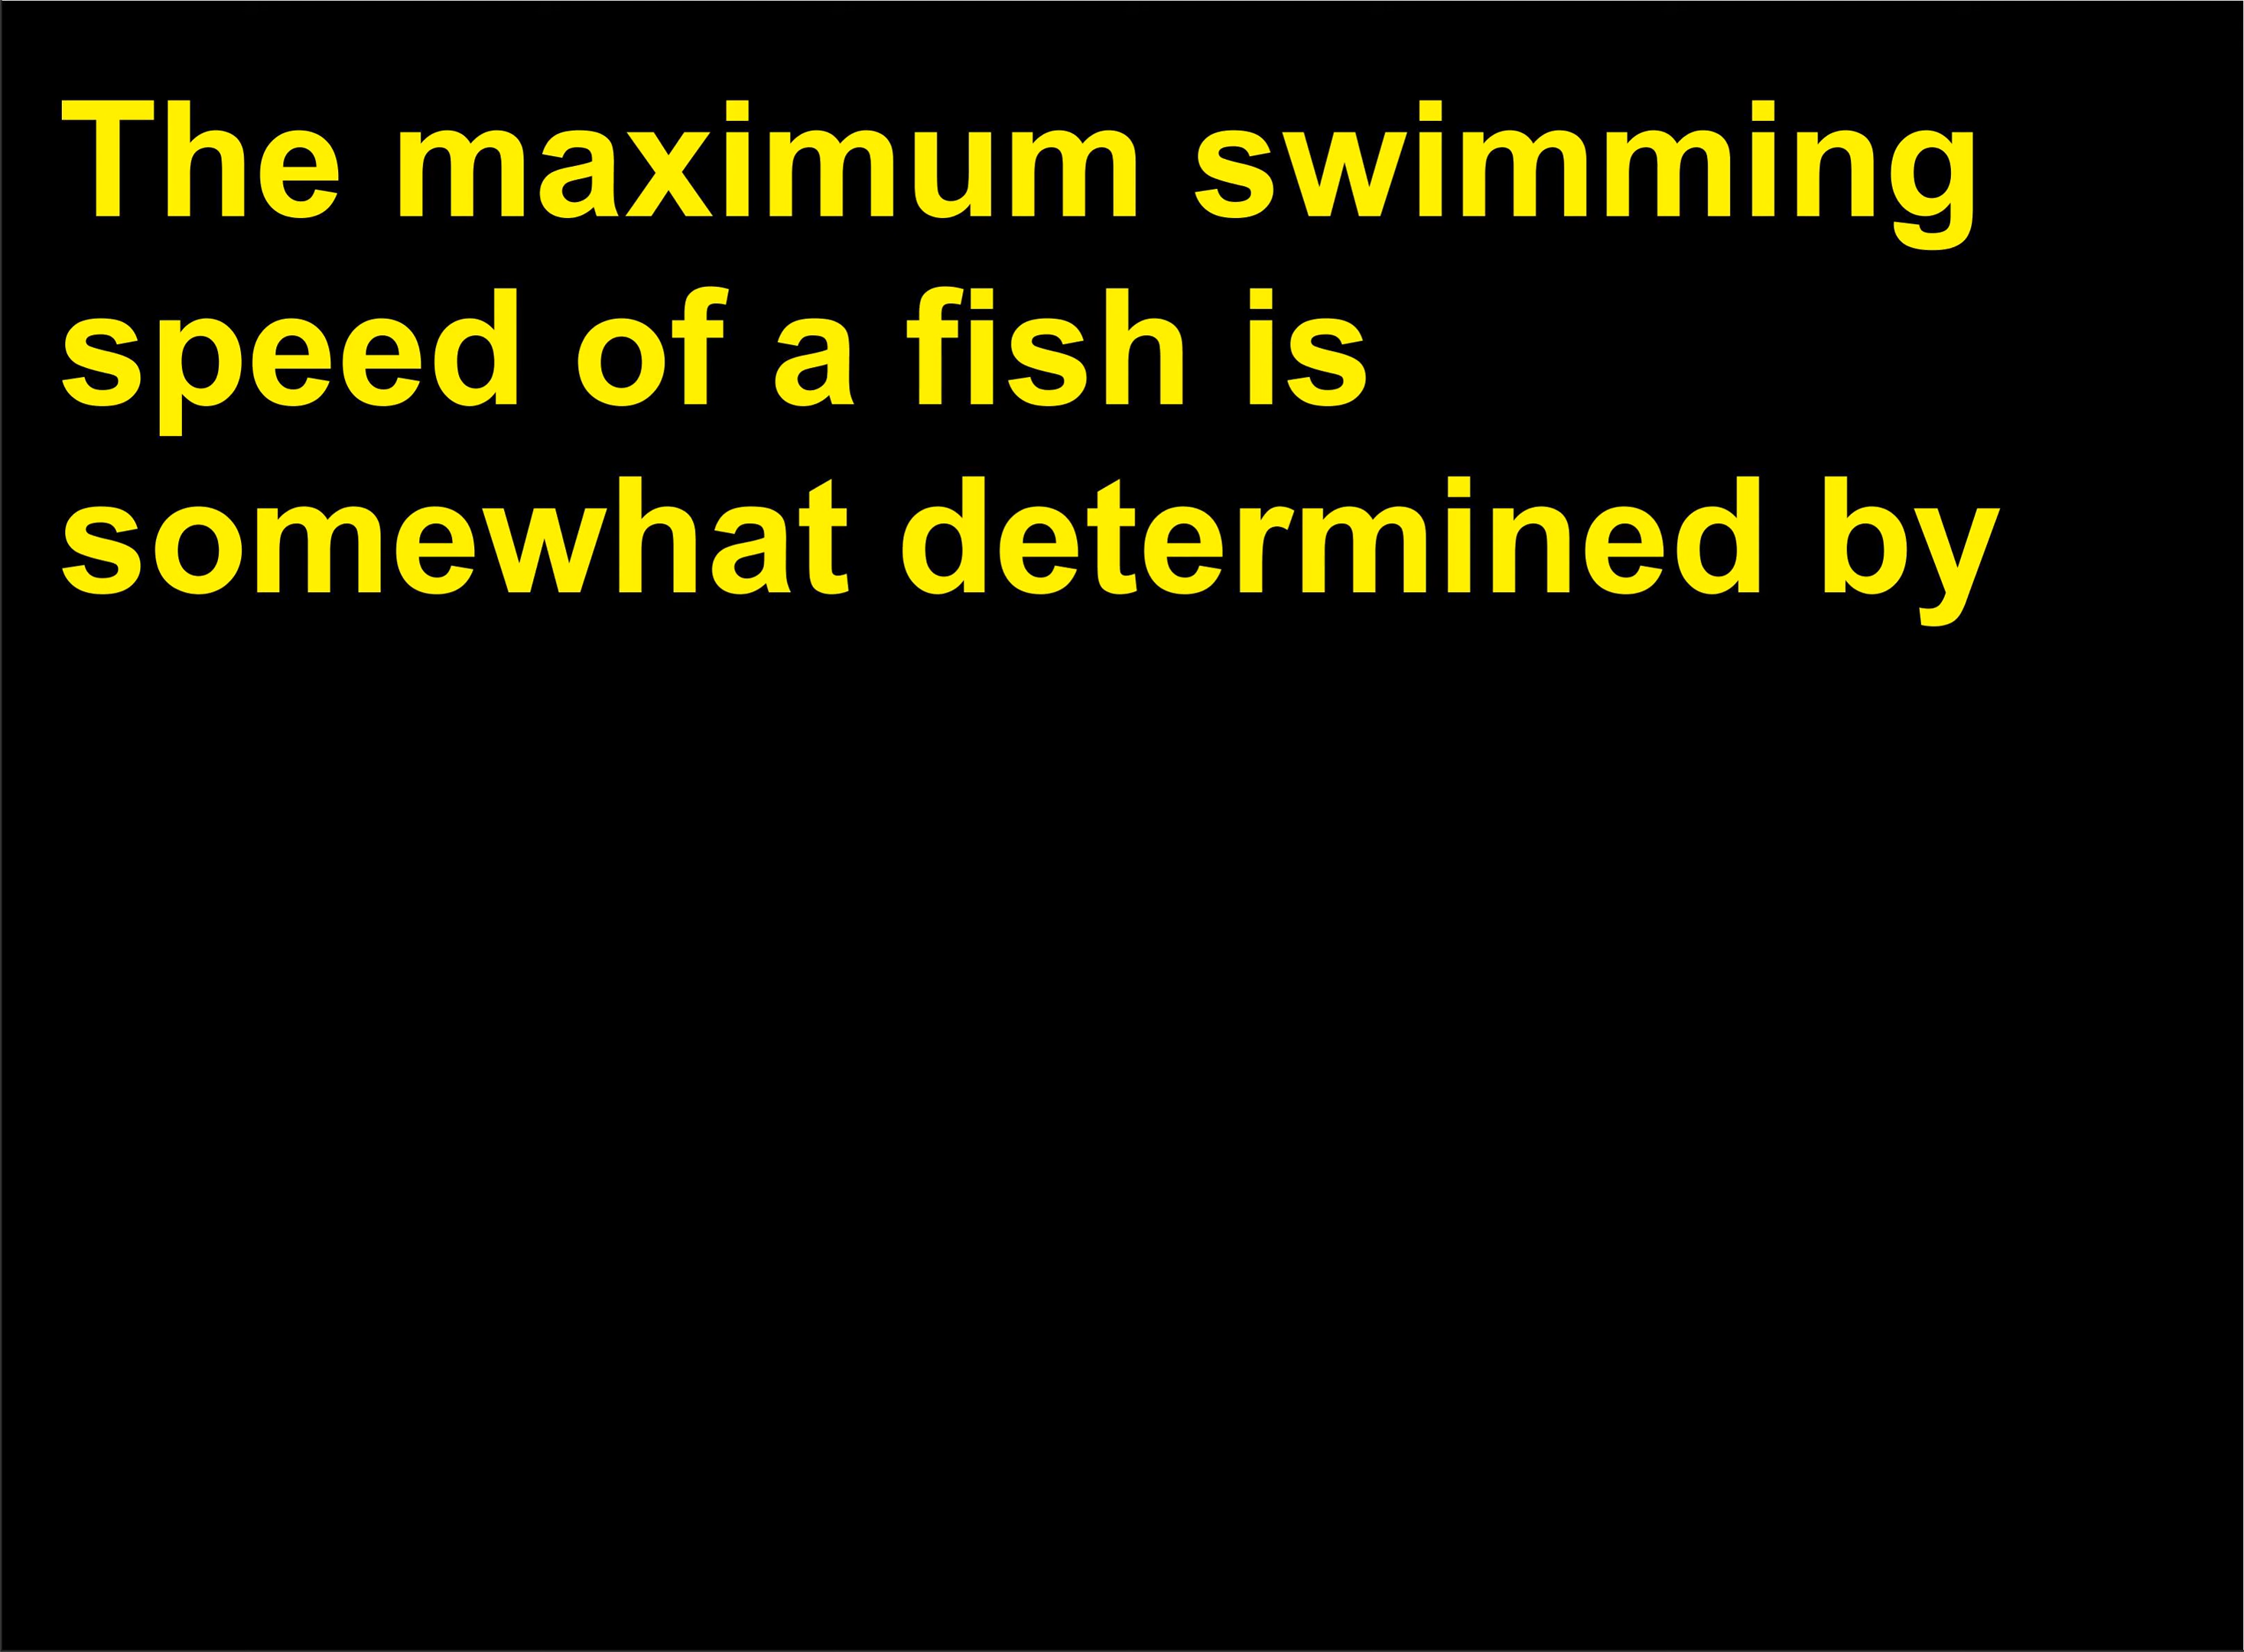 The maximum swimming
speed of a fish is
somewhat determined by